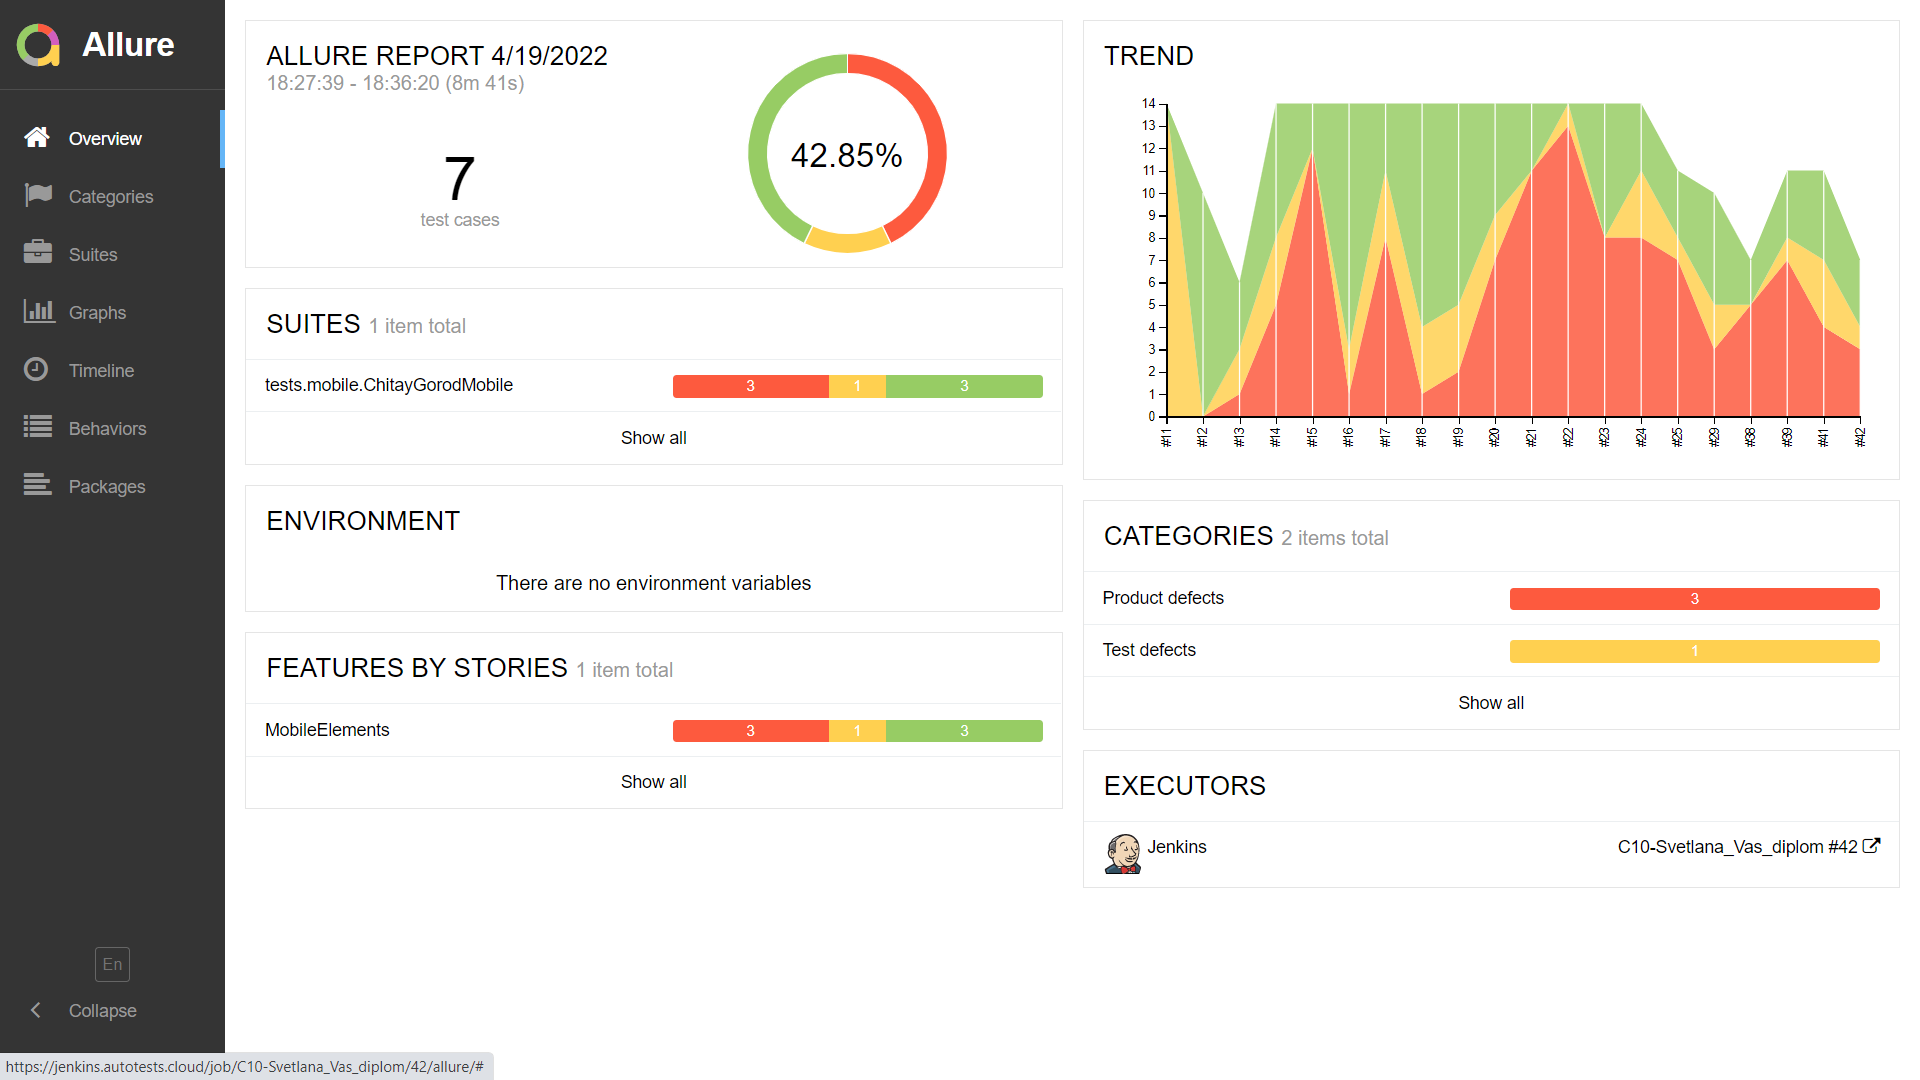 Allure
Overview
Categories
Suites
Graphs
Timeline
Behaviors
Packages
En
Collapse
ALLURE REPORT 4/19/2022
18:27:39 - 18:36:20 (8m 41s)
7
test cases
42.85%
SUITES 1 item total
tests.mobile.ChitayGorodMobile 3 1 3
Show all
ENVIRONMENT
There are no environment variables
FEATURES BY STORIES 1 item total
MobileElements 3 1 3
Show all
TREND
14
13
12
11
10
9
8
7
6
5
4
3
2
1
0
#11 #12 #13 #14 #15 #16 #17 #18 #19 #20 #21 #22 #23 #24 #25 #29 #38 #39 #41 #42
CATEGORIES 2 items total
Product defects 3
Test defects 1
Show all
EXECUTORS
Jenkins C10-Svetlana_Vas_diplom #42
https://jenkins.autotests.cloud/job/C10-Svetlana_Vas_diplom/42/allure/#